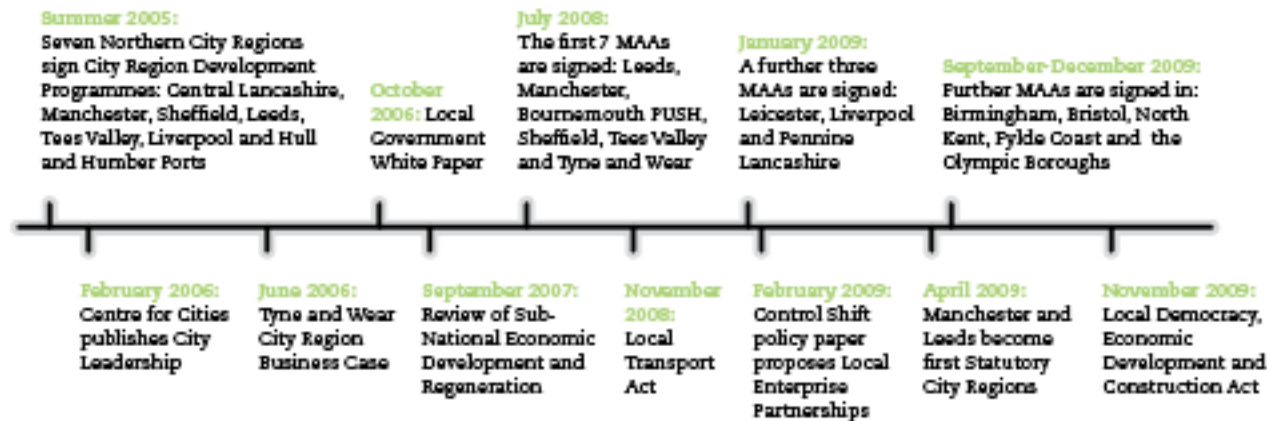 Summer 2005:
Seven Northern City Regions
sign City Region Development
Programmes: Central Lancashire,
Manchester, Sheffield, Leeds,
Tees Valley, Liverpool and Hull
and Humber Ports
October
2006: Local
Government
White Paper
July 2008:
The first 7 MAAs
are signed: Leeds,
Manchester,
Bournemouth PUSH,
Sheffield, Tees Valley
and Tyne and Wear
January 2009:
A further three
MAAs are signed:
Leicester, Liverpool
and Pennine
Lancashire
September-December 2009:
Further MAAs are signed in:
Birmingham, Bristol, North
Kent, Fylde Coast and the
Olympic Boroughs
February 2006:
Centre for Cities
publishes City
Leadership
June 2006:
Tyne and Wear
City Region
Business Case
September 2007:
Review of Sub-
National Economic
Development and
Regeneration
November
2008:
Local
Transport
Act
February 2009:
Control Shift
policy paper
proposes Local
Enterprise
Partnerships
April 2009:
Manchester and
Leeds become
first Statutory
City Regions
November 2009:
Local Democracy,
Economic
Development and
Construction Act